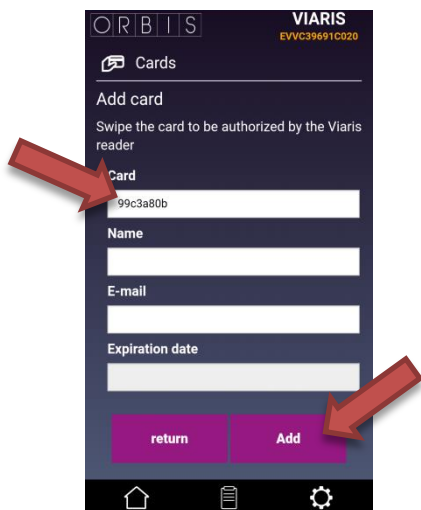 ORBIS
VIARIS
EVVC39691C020
Cards
Add card
Swipe the card to be authorized by the Viaris
reader
Card
99c3a80b
Name
E-mail
Expiration date
return
Add